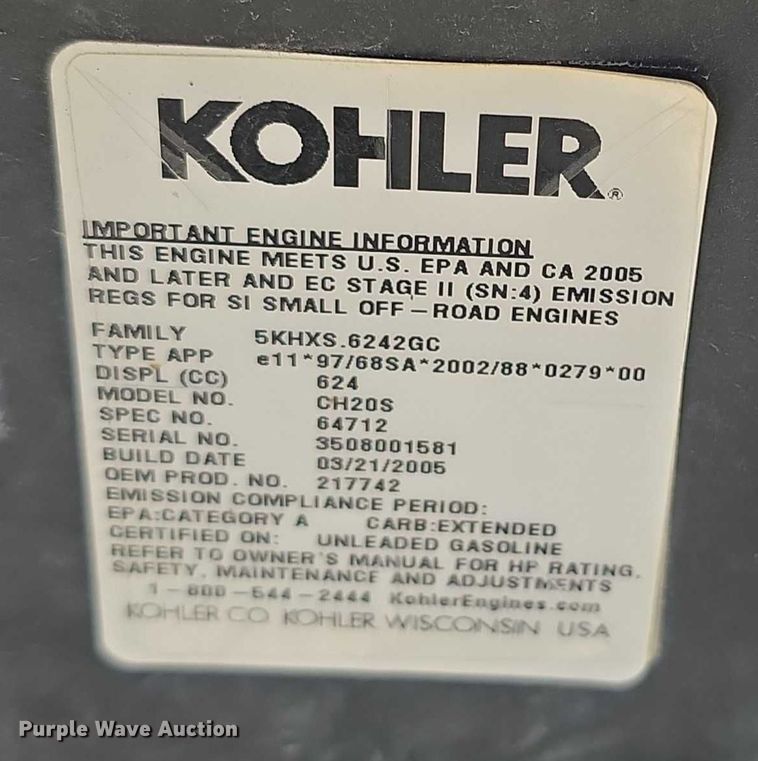 KOHLER®
IMPORTANT ENGINE INFORMATION
THIS ENGINE MEETS U.S. EPA AND CA 2005
AND LATER AND EC STAGE II (SN:4) EMISSION
REGS FOR SI SMALL OFF-ROAD ENGINES
FAMILY 5KHXS.6242GC
TYPE APP e11*97/68SA*2002/88*0279*00
DISPL (CC) 624
MODEL NO. CH20S
SPEC NO. 64712
SERIAL NO. 3508001581
BUILD DATE 03/21/2005
OEM PROD. NO. 217742
EMISSION COMPLIANCE PERIOD:
EPA:CATEGORY A CARB:EXTENDED
CERTIFIED ON: UNLEADED GASOLINE
REFER TO OWNER'S MANUAL FOR HP RATING.
SAFETY, MAINTENANCE AND ADJUSTMENTS
1-800-544-2444 KohlerEngines.com
KOHLER CO KOHLER WISCONSIN USA
Purple Wave Auction